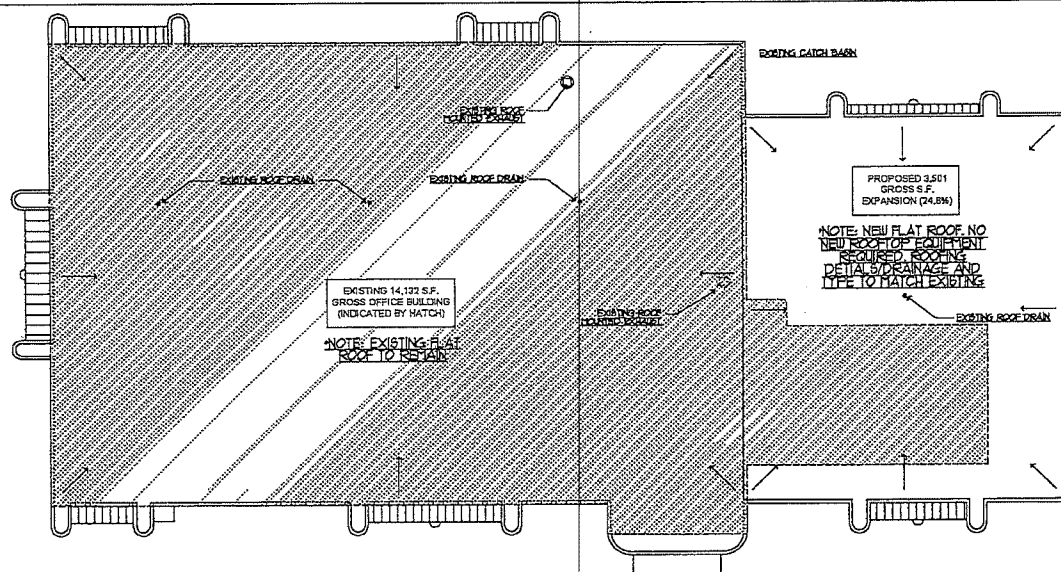 EXISTING CATCH BASIN
EXISTING ROOF
MOUNTED EXHAUST
EXISTING ROOF DRAIN
EXISTING ROOF DRAIN
PROPOSED 3,501
GROSS S.F.
EXPANSION (24.8%)
*NOTE: NEW FLAT ROOF. NO
NEW ROOFTOP EQUIPMENT
REQUIRED. ROOFING
DETIALS/DRAINAGE AND
TYPE TO MATCH EXISTING
EXISTING 14,132 S.F.
GROSS OFFICE BUILDING
(INDICATED BY HATCH)
*NOTE: EXISTING FLAT
ROOF TO REMAIN
EXISTING ROOF
MOUNTED EXHAUST
EXISTING ROOF DRAIN